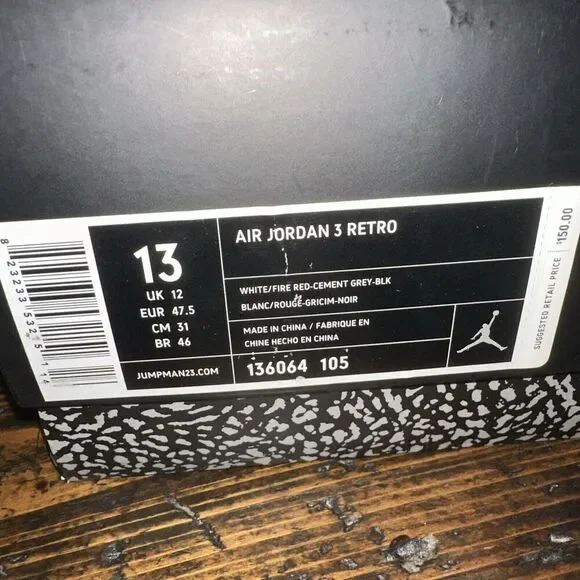 AIR JORDAN 3 RETRO
13
UK 12
EUR 47.5
CM 31
BR 46
WHITE/FIRE RED-CEMENT GREY-BLK
BLANC/ROUGE-GRICIM-NOIR
MADE IN CHINA / FABRIQUE EN
CHINE HECHO EN CHINA
JUMPMAN23.COM
136064 105
SUGGESTED RETAIL PRICE
$150.00